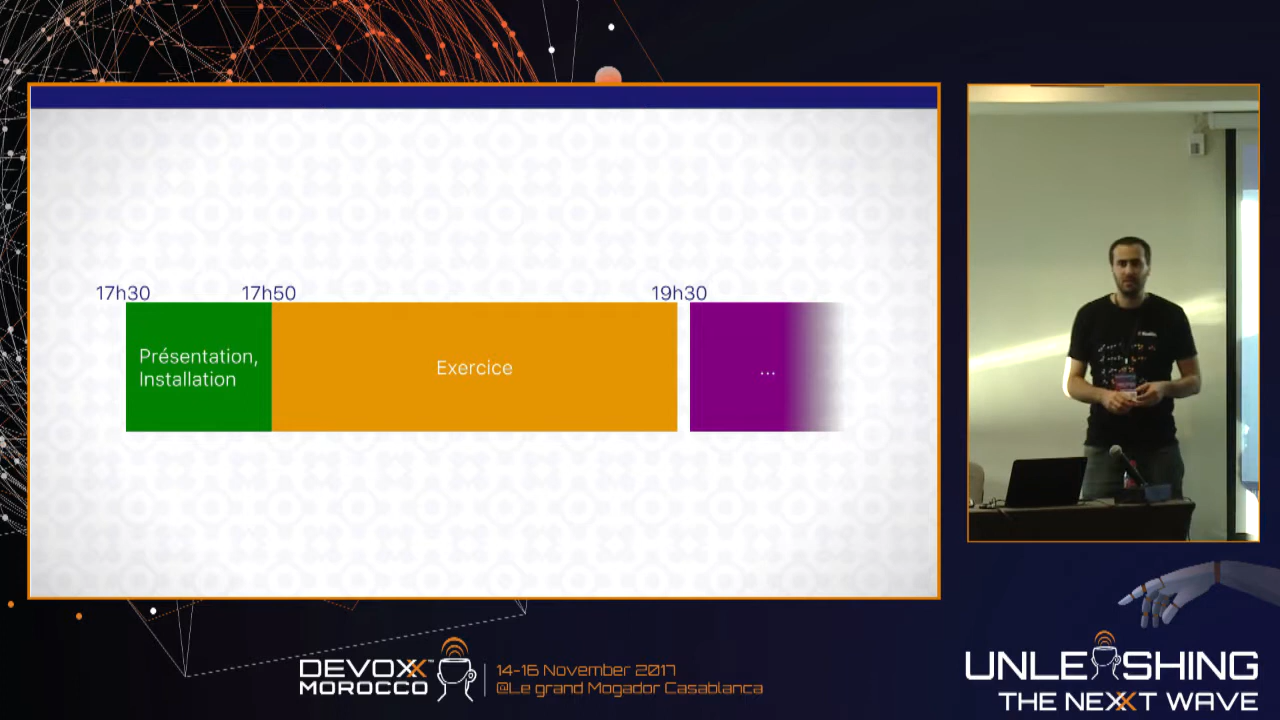 17h30
17h50
19h30
Présentation,
Installation
Exercice
...
DEVOXX™
MOROCCO
14-16 November 2017
@Le grand Mogador Casablanca
UNLEASHING
THE NEXXT WAVE